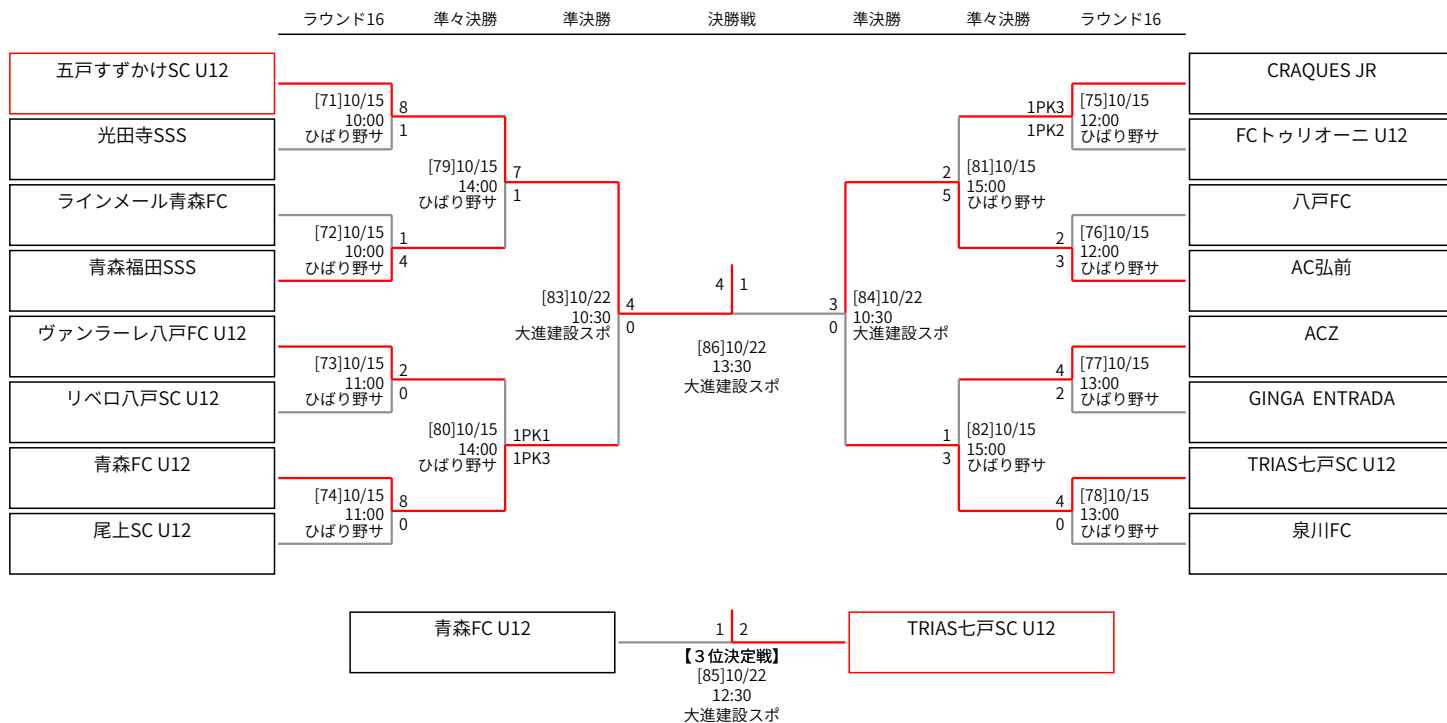 ラウンド16 準々決勝 準決勝 決勝戦 準決勝 準々決勝 ラウンド16
五戸すずかけSC U12
光田寺SSS
[71]10/15
10:00
ひばり野サ
8
1
ラインメール青森FC
青森福田SSS
[72]10/15
10:00
ひばり野サ
1
4
[79]10/15
14:00
ひばり野サ
7
1
ヴァンラーレ八戸FC U12
リベロ八戸SC U12
[73]10/15
11:00
ひばり野サ
2
0
青森FC U12
尾上SC U12
[74]10/15
11:00
ひばり野サ
8
0
[80]10/15
14:00
ひばり野サ
1PK1
1PK3
[83]10/22
10:30
大進建設スポ
4
0
4 1
[86]10/22
13:30
大進建設スポ
3
0
[84]10/22
10:30
大進建設スポ
2
5
[81]10/15
15:00
ひばり野サ
1PK3
1PK2
[75]10/15
12:00
ひばり野サ
CRAQUES JR
FCトゥリオーニ U12
2
3
[76]10/15
12:00
ひばり野サ
八戸FC
AC弘前
1
3
[82]10/15
15:00
ひばり野サ
4
2
[77]10/15
13:00
ひばり野サ
ACZ
GINGA ENTRADA
4
0
[78]10/15
13:00
ひばり野サ
TRIAS七戸SC U12
泉川FC
青森FC U12
1 2
TRIAS七戸SC U12
【３位決定戦】
[85]10/22
12:30
大進建設スポ